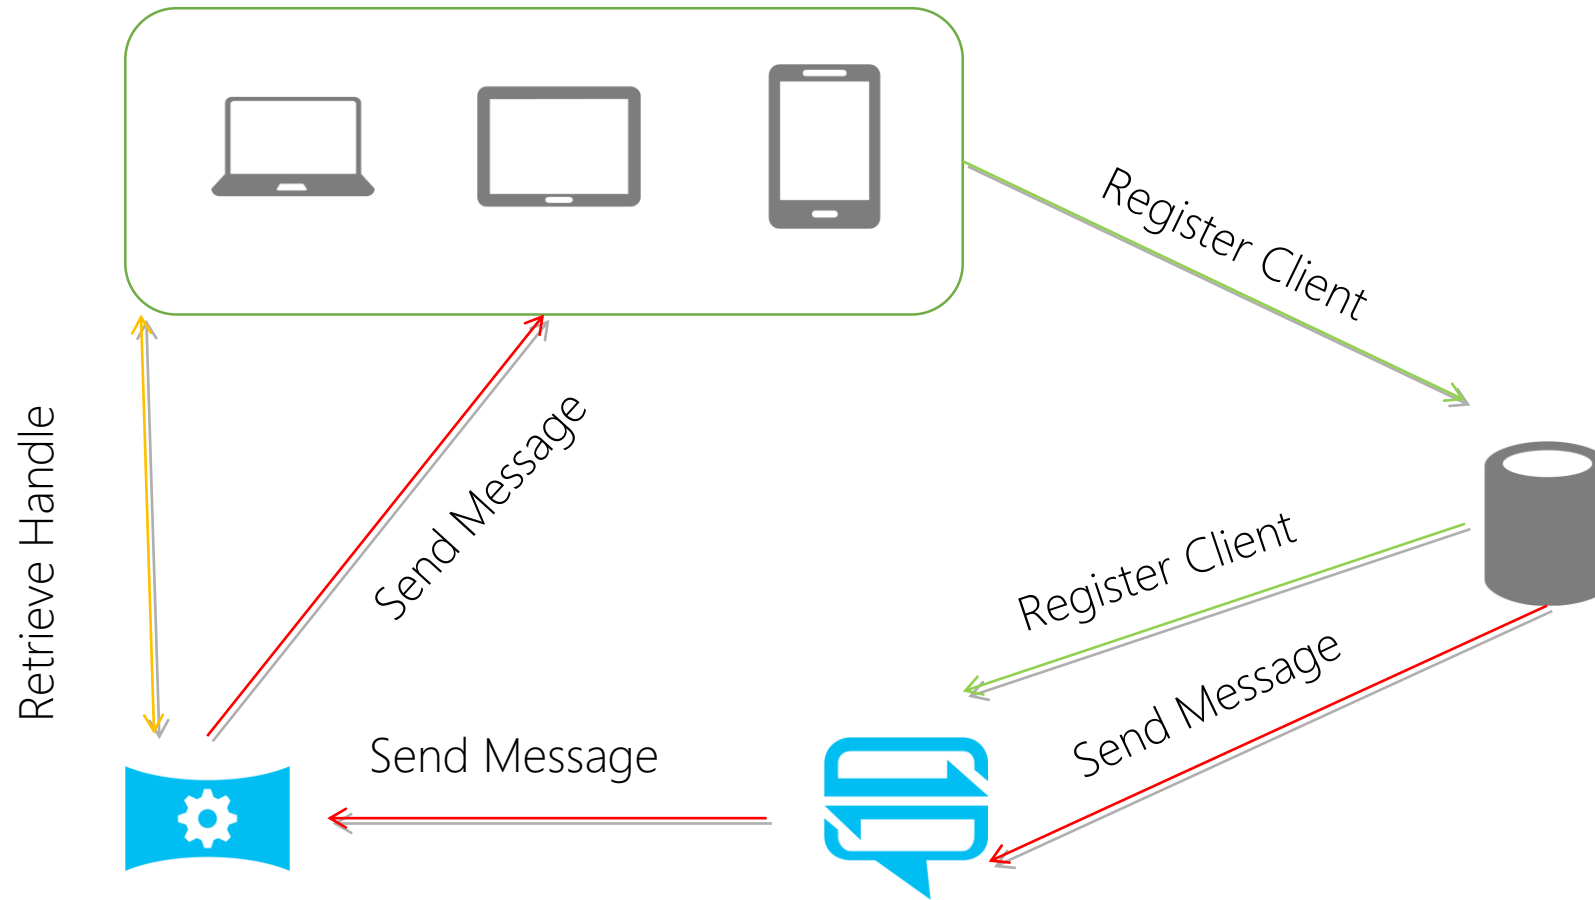 Register Client
Retrieve Handle
Send Message
Register Client
Send Message
Send Message